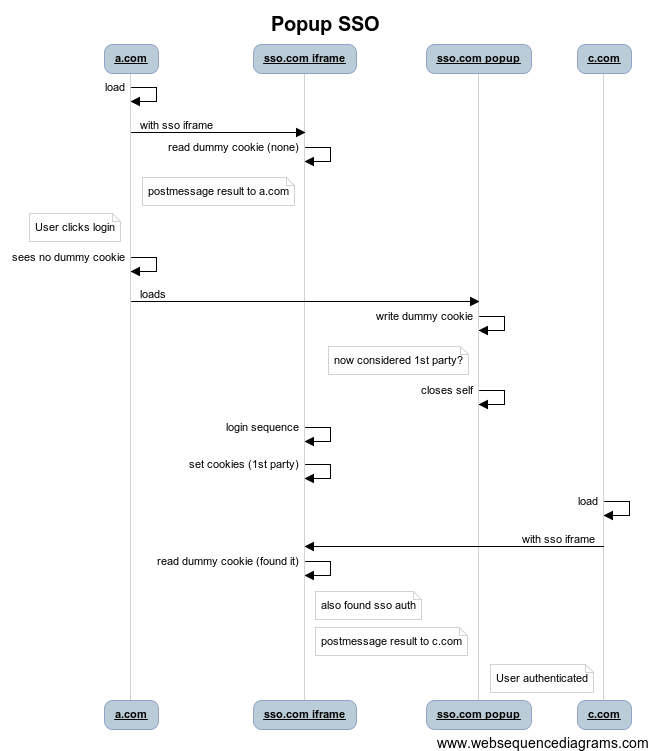 Popup SSO
a.com
sso.com iframe
sso.com popup
c.com
load
with sso iframe
read dummy cookie (none)
postmessage result to a.com
User clicks login
sees no dummy cookie
loads
write dummy cookie
now considered 1st party?
closes self
login sequence
set cookies (1st party)
load
with sso iframe
read dummy cookie (found it)
also found sso auth
postmessage result to c.com
User authenticated
a.com
sso.com iframe
sso.com popup
c.com
www.websequencediagrams.com